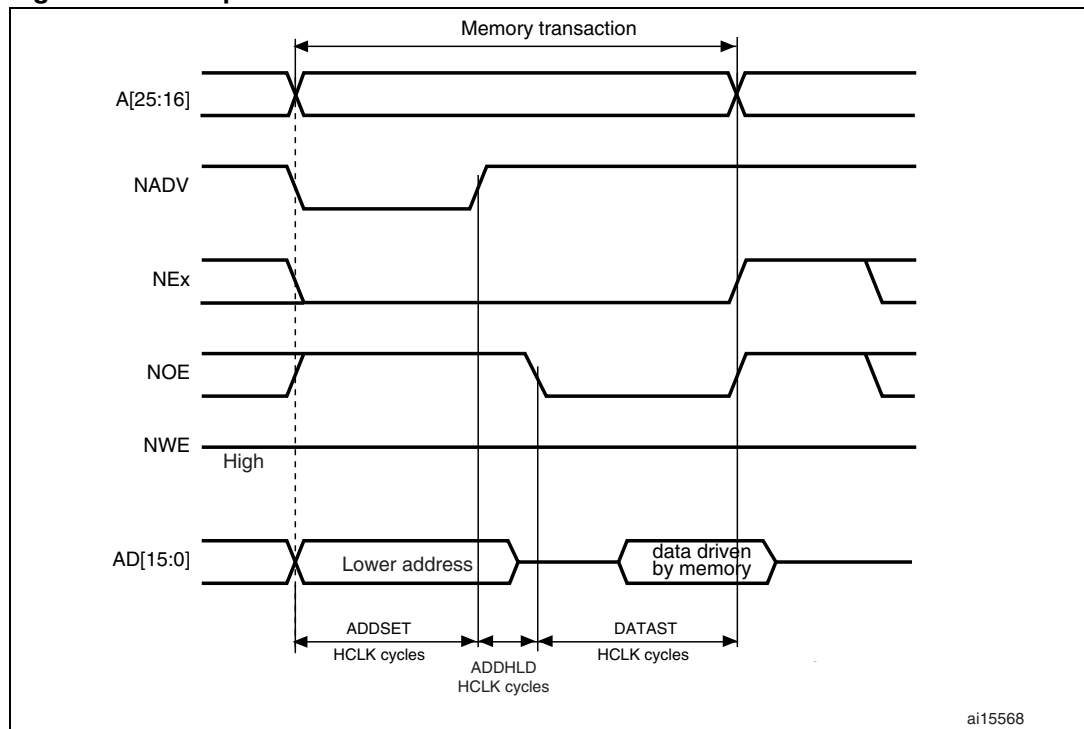 Memory transaction
A[25:16]
NADV
NEx
NOE
NWE
High
AD[15:0]
Lower address
data driven
by memory
ADDSET
HCLK cycles
ADDHLD
HCLK cycles
DATAST
HCLK cycles
ai15568